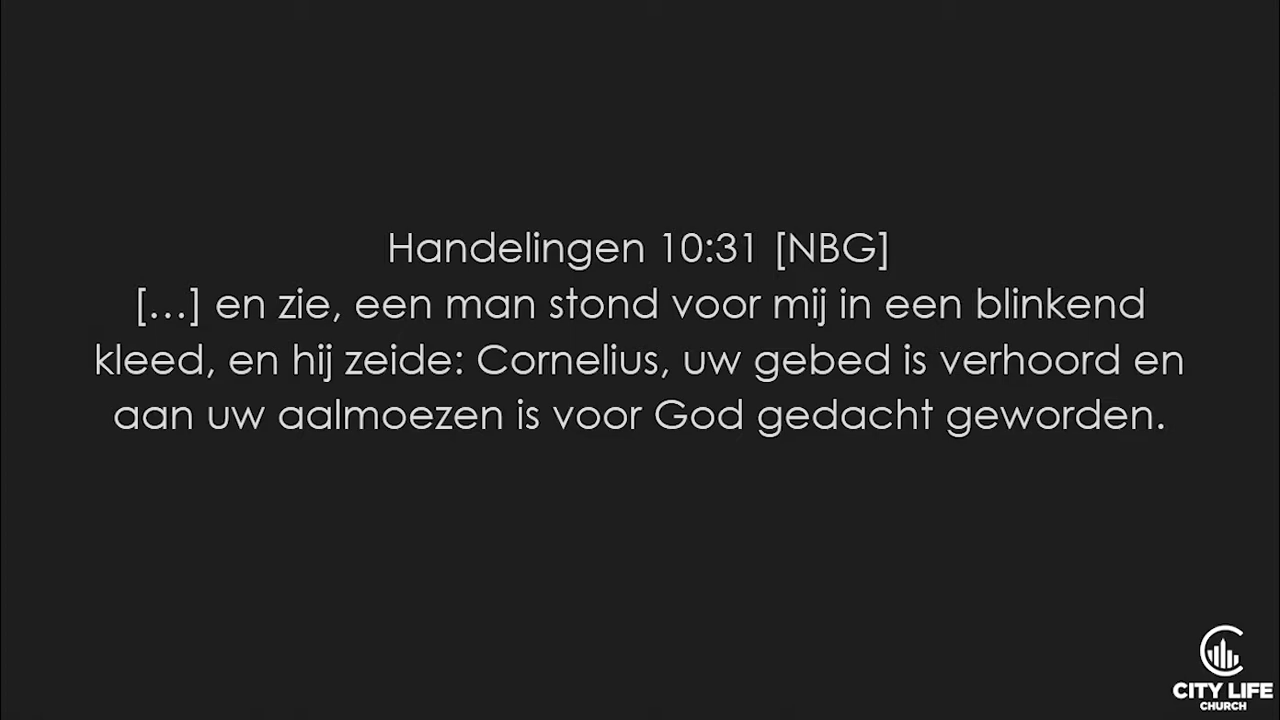 Handelingen 10:31 [NBG]
[...] en zie, een man stond voor mij in een blinkend
kleed, en hij zeide: Cornelius, uw gebed is verhoord en
aan uw aalmoezen is voor God gedacht geworden.
CITY LIFE
CHURCH